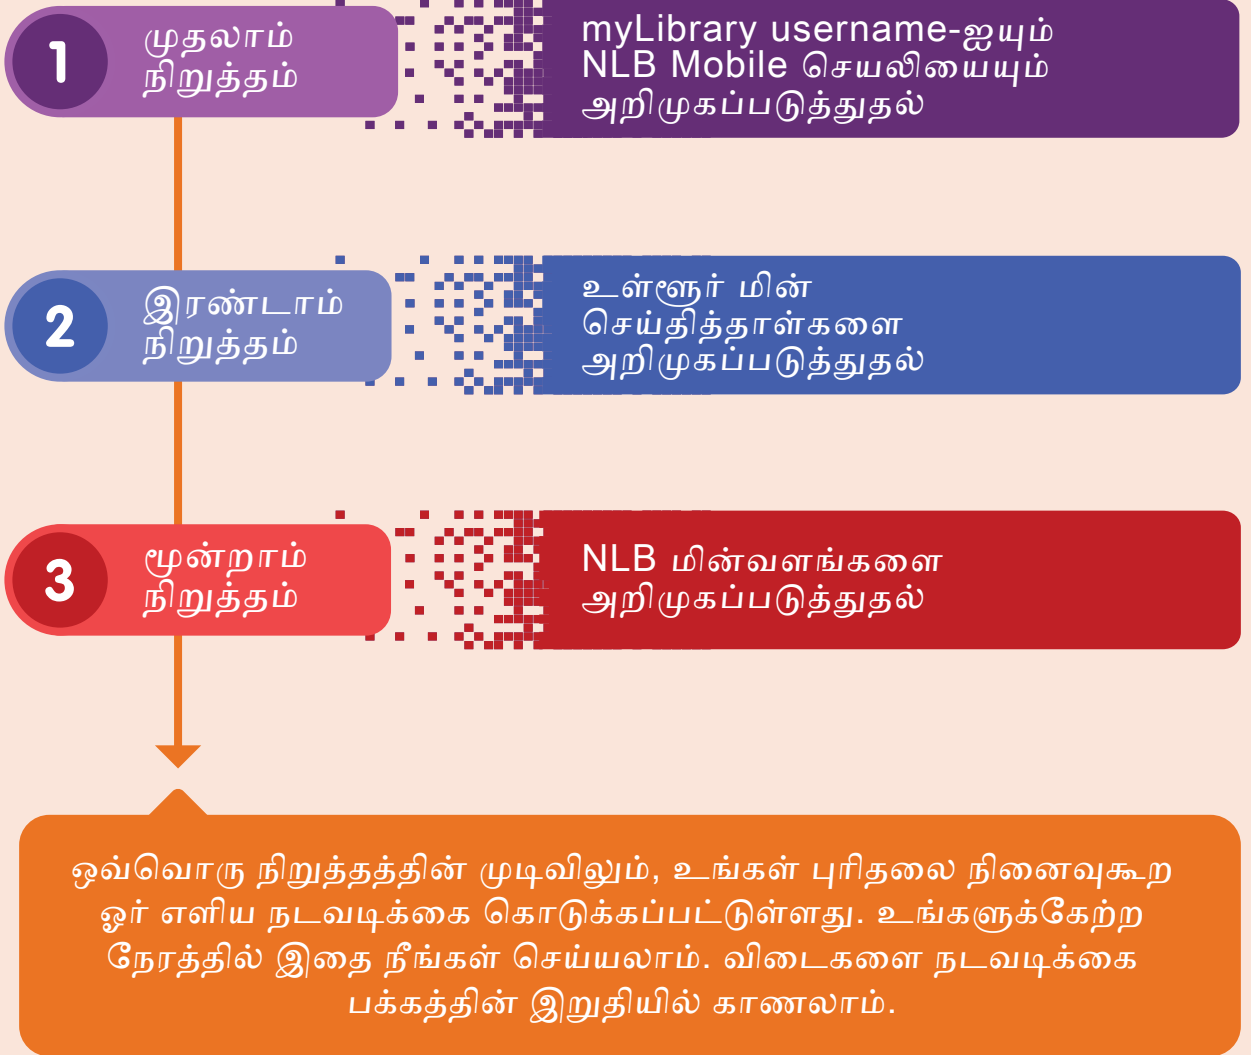 1
முதலாம்
நிறுத்தம்
myLibrary username-ஐயும்
NLB Mobile செயலியையும்
அறிமுகப்படுத்துதல்
2
இரண்டாம்
நிறுத்தம்
உள்ளூர் மின்
செய்தித்தாள்களை
அறிமுகப்படுத்துதல்
3
மூன்றாம்
நிறுத்தம்
NLB மின்வளங்களை
அறிமுகப்படுத்துதல்
ஒவ்வொரு நிறுத்தத்தின் முடிவிலும், உங்கள் புரிதலை நினைவுகூற
ஓர் எளிய நடவடிக்கை கொடுக்கப்பட்டுள்ளது. உங்களுக்கேற்ற
நேரத்தில் இதை நீங்கள் செய்யலாம். விடைகளை நடவடிக்கை
பக்கத்தின் இறுதியில் காணலாம்.